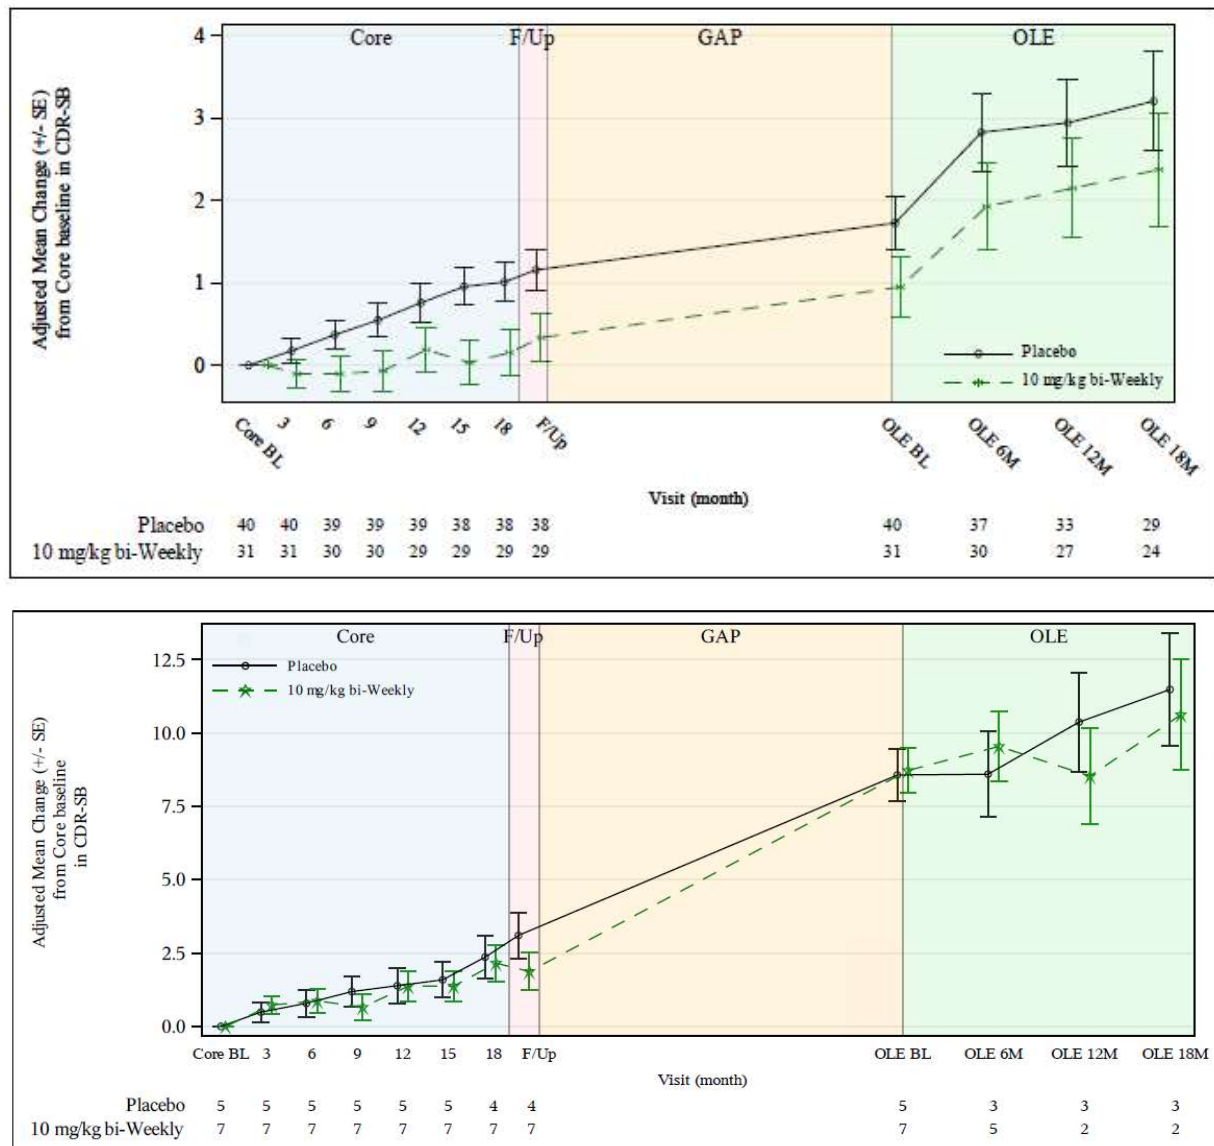 Core F/Up GAP OLE
4
3
2
1
0
Adjusted Mean Change (+/- SE)
from Core baseline in CDR-SB
Placebo
10 mg/kg bi-Weekly
Core BL 3 6 9 12 15 18 F/Up OLE BL OLE 6M OLE 12M OLE 18M
Visit (month)
Placebo 40 40 39 39 39 38 38 38 40 37 33 29
10 mg/kg bi-Weekly 31 31 30 30 29 29 29 29 31 30 27 24
Core F/Up GAP OLE
12.5
10.0
7.5
5.0
2.5
0.0
Adjusted Mean Change (+/- SE)
from Core baseline
in CDR-SB
Placebo
10 mg/kg bi-Weekly
Core BL 3 6 9 12 15 18 F/Up OLE BL OLE 6M OLE 12M OLE 18M
Visit (month)
Placebo 5 5 5 5 5 5 4 4 5 3 3 3
10 mg/kg bi-Weekly 7 7 7 7 7 7 7 7 7 5 2 2